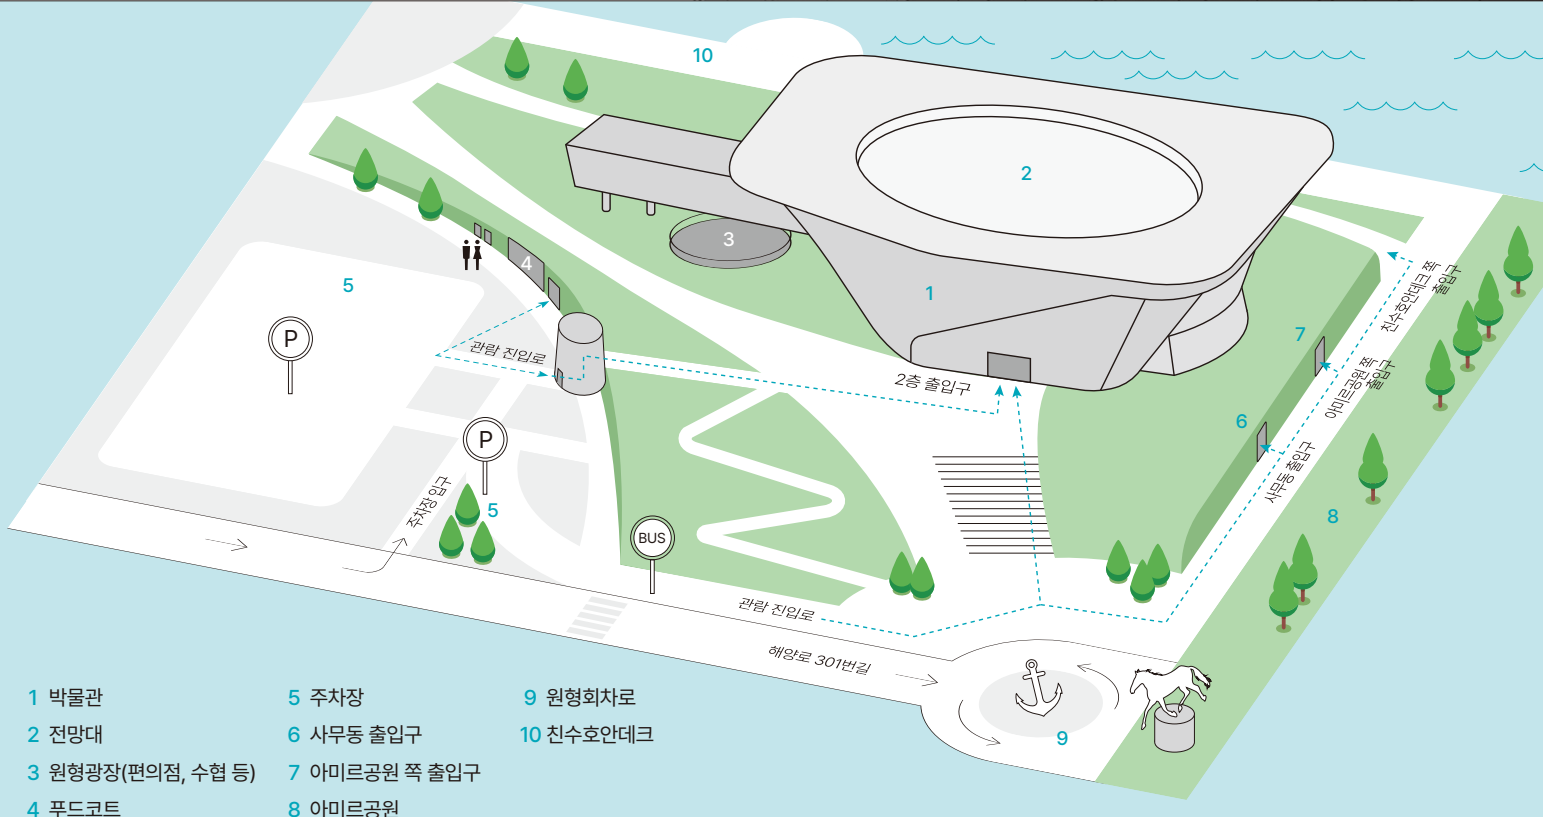 10
2
3
4
1
5
P
관람 진입로
2층 출입구
7
6
친수호안데크 쪽
출입구
아미르공원 쪽
출입구
사무동 출입구
P
주차장 입구
5
BUS
8
관람 진입로
해양로 301번길
9
1 박물관
2 전망대
3 원형광장(편의점, 수협 등)
4 푸드코트
5 주차장
6 사무동 출입구
7 아미르공원 쪽 출입구
8 아미르공원
9 원형회차로
10 친수호안데크